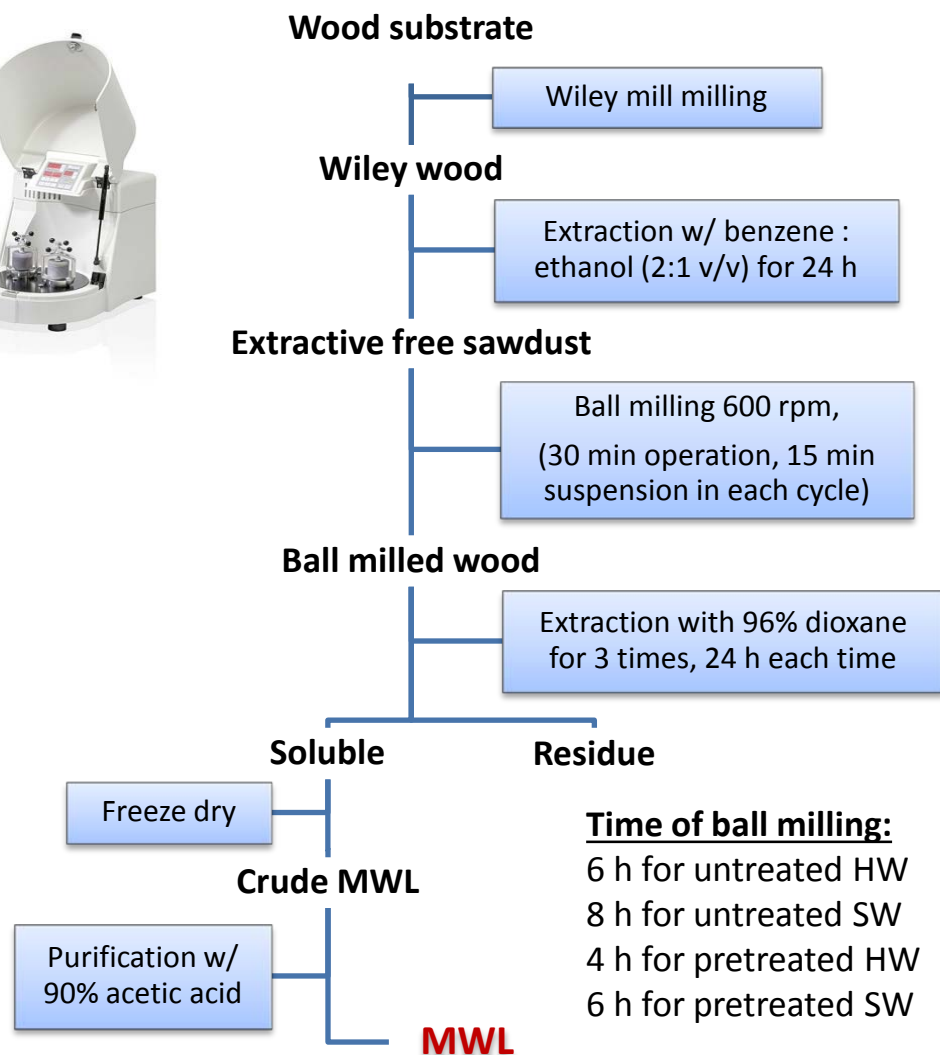 Wood substrate
Wiley mill milling
Wiley wood
Extraction w/ benzene :
ethanol (2:1 v/v) for 24 h
Extractive free sawdust
Ball milling 600 rpm,
(30 min operation, 15 min
suspension in each cycle)
Ball milled wood
Extraction with 96% dioxane
for 3 times, 24 h each time
Soluble
Residue
Freeze dry
Crude MWL
Purification w/
90% acetic acid
MWL
Time of ball milling:
6 h for untreated HW
8 h for untreated SW
4 h for pretreated HW
6 h for pretreated SW